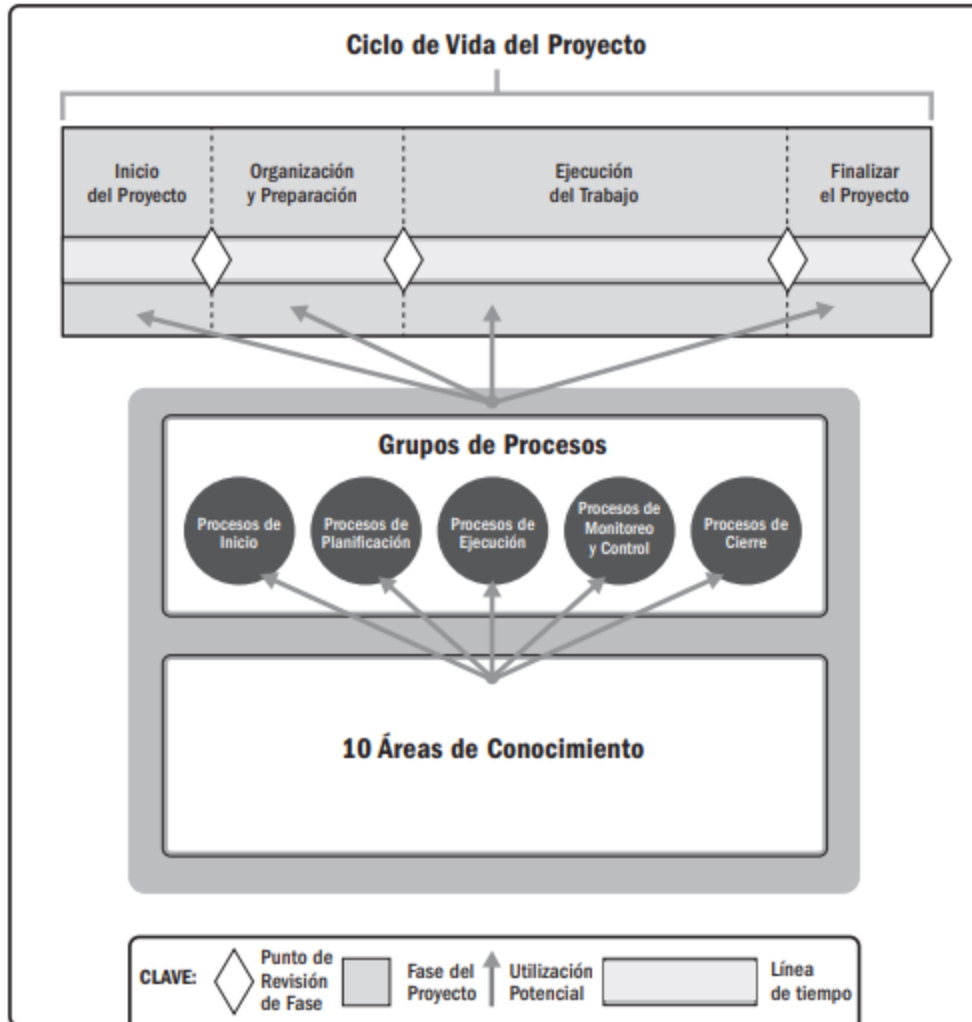 Ciclo de Vida del Proyecto
Inicio
del Proyecto
Organización
y Preparación
Ejecución
del Trabajo
Finalizar
el Proyecto
Grupos de Procesos
Procesos de
Inicio
Procesos de
Planificación
Procesos de
Ejecución
Procesos de
Monitoreo
y Control
Procesos de
Cierre
10 Áreas de Conocimiento
CLAVE:
Punto de
Revisión
de Fase
Fase del
Proyecto
Utilización
Potencial
Línea
de tiempo